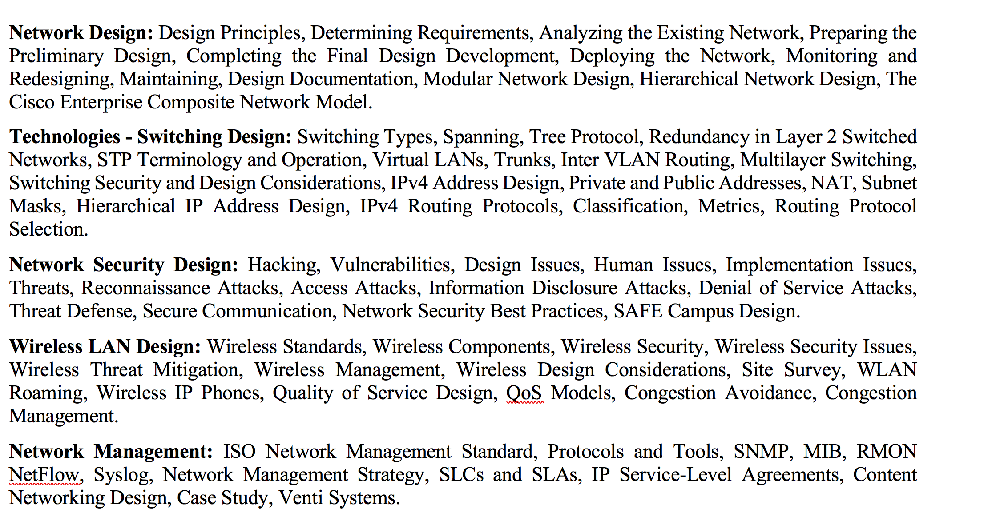 Network Design: Design Principles, Determining Requirements, Analyzing the Existing Network, Preparing the
Preliminary Design, Completing the Final Design Development, Deploying the Network, Monitoring and
Redesigning, Maintaining, Design Documentation, Modular Network Design, Hierarchical Network Design, The
Cisco Enterprise Composite Network Model.
Technologies - Switching Design: Switching Types, Spanning, Tree Protocol, Redundancy in Layer 2 Switched
Networks, STP Terminology and Operation, Virtual LANs, Trunks, Inter VLAN Routing, Multilayer Switching,
Switching Security and Design Considerations, IPv4 Address Design, Private and Public Addresses, NAT, Subnet
Masks, Hierarchical IP Address Design, IPv4 Routing Protocols, Classification, Metrics, Routing Protocol
Selection.
Network Security Design: Hacking, Vulnerabilities, Design Issues, Human Issues, Implementation Issues,
Threats, Reconnaissance Attacks, Access Attacks, Information Disclosure Attacks, Denial of Service Attacks,
Threat Defense, Secure Communication, Network Security Best Practices, SAFE Campus Design.
Wireless LAN Design: Wireless Standards, Wireless Components, Wireless Security, Wireless Security Issues,
Wireless Threat Mitigation, Wireless Management, Wireless Design Considerations, Site Survey, WLAN
Roaming, Wireless IP Phones, Quality of Service Design, QoS Models, Congestion Avoidance, Congestion
Management.
Network Management: ISO Network Management Standard, Protocols and Tools, SNMP, MIB, RMON
NetFlow, Syslog, Network Management Strategy, SLCs and SLAs, IP Service-Level Agreements, Content
Networking Design, Case Study, Venti Systems.